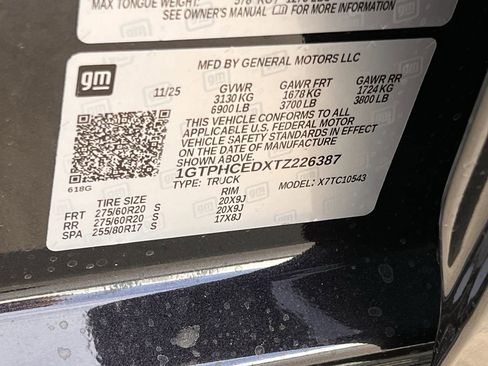 MAX TONGUE WEIGHT: 578 KG /
SEE OWNER'S MANUAL FOR MORE INFORMATION
gm
MFD BY GENERAL MOTORS LLC
11/25 GVWR GAWR FRT GAWR RR
3130 KG 1678 KG 1724 KG
6900 LB 3700 LB 3800 LB
THIS VEHICLE CONFORMS TO ALL
APPLICABLE U.S. FEDERAL MOTOR
VEHICLE SAFETY STANDARDS IN EFFECT
ON THE DATE OF MANUFACTURE
SHOWN ABOVE.
1GTPHCEDXTZ226387
TYPE: TRUCK MODEL: X7TC10543
618G
TIRE SIZE RIM
FRT 275/60R20 S 20X9J
RR 275/60R20 S 20X9J
SPA 255/80R17 S 17X8J